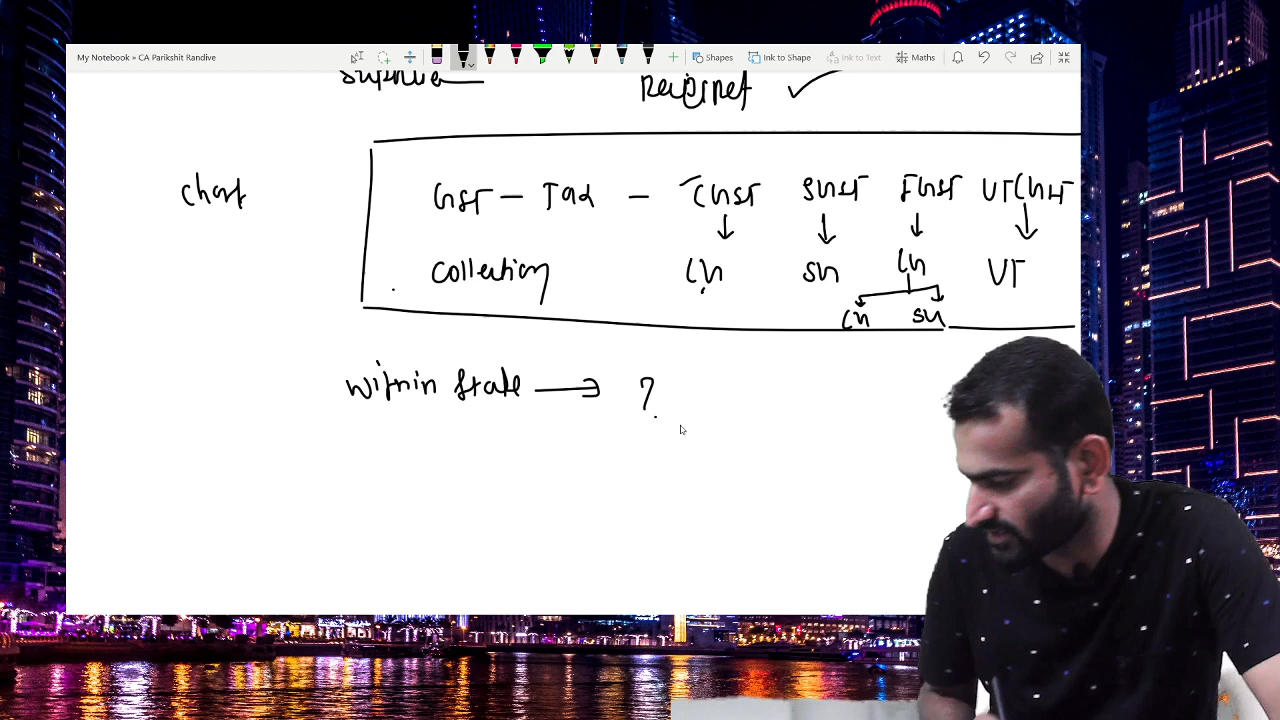 My Notebook » CA Parikshit Randive
Shapes Ink to Shape Ink to Text Maths
Chart
GST - Tax - CGST SGST IGST UTGST
Collection CG SG CG UT
CG SG
Within State → ?